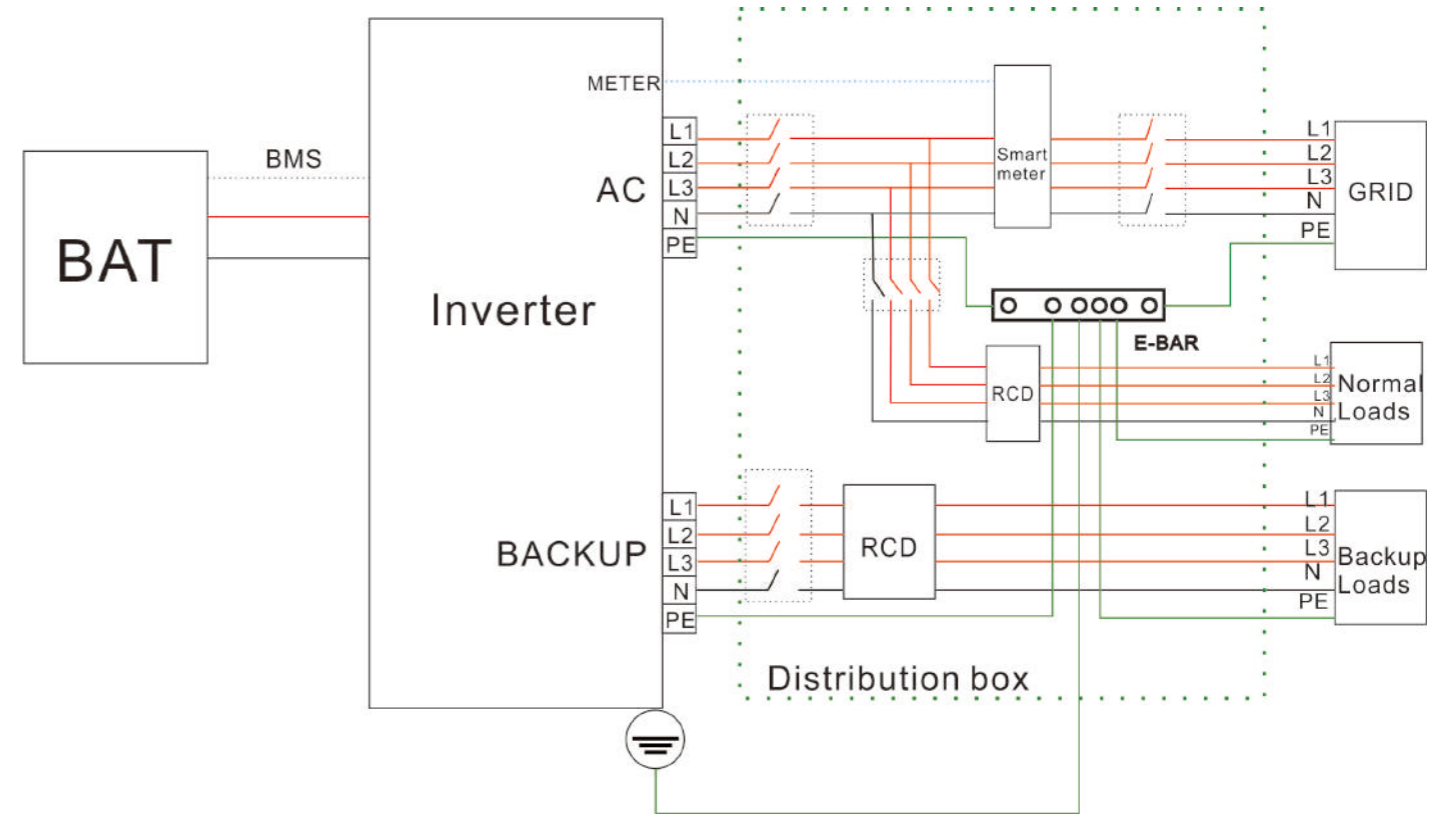 METER
L1
L2
L3
N
PE
AC
BMS
BAT
Inverter
Smart
meter
L1
L2
L3
N
PE
GRID
E-BAR
RCD
L1
L2
L3
N
PE
Normal
Loads
BACKUP
L1
L2
L3
N
PE
RCD
L1
L2
L3
N
PE
Backup
Loads
Distribution box